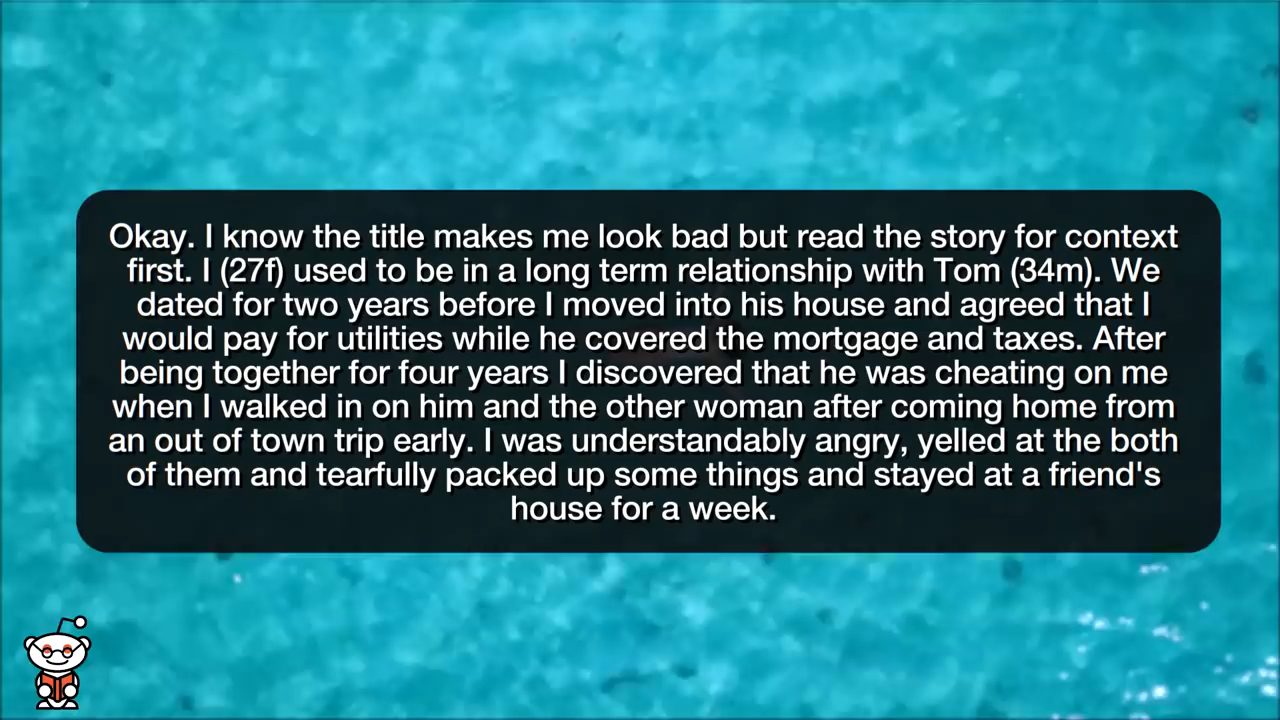 Okay. I know the title makes me look bad but read the story for context
first. I (27f) used to be in a long term relationship with Tom (34m). We
dated for two years before I moved into his house and agreed that I
would pay for utilities while he covered the mortgage and taxes. After
being together for four years I discovered that he was cheating on me
when I walked in on him and the other woman after coming home from
an out of town trip early. I was understandably angry, yelled at the both
of them and tearfully packed up some things and stayed at a friend's
house for a week.